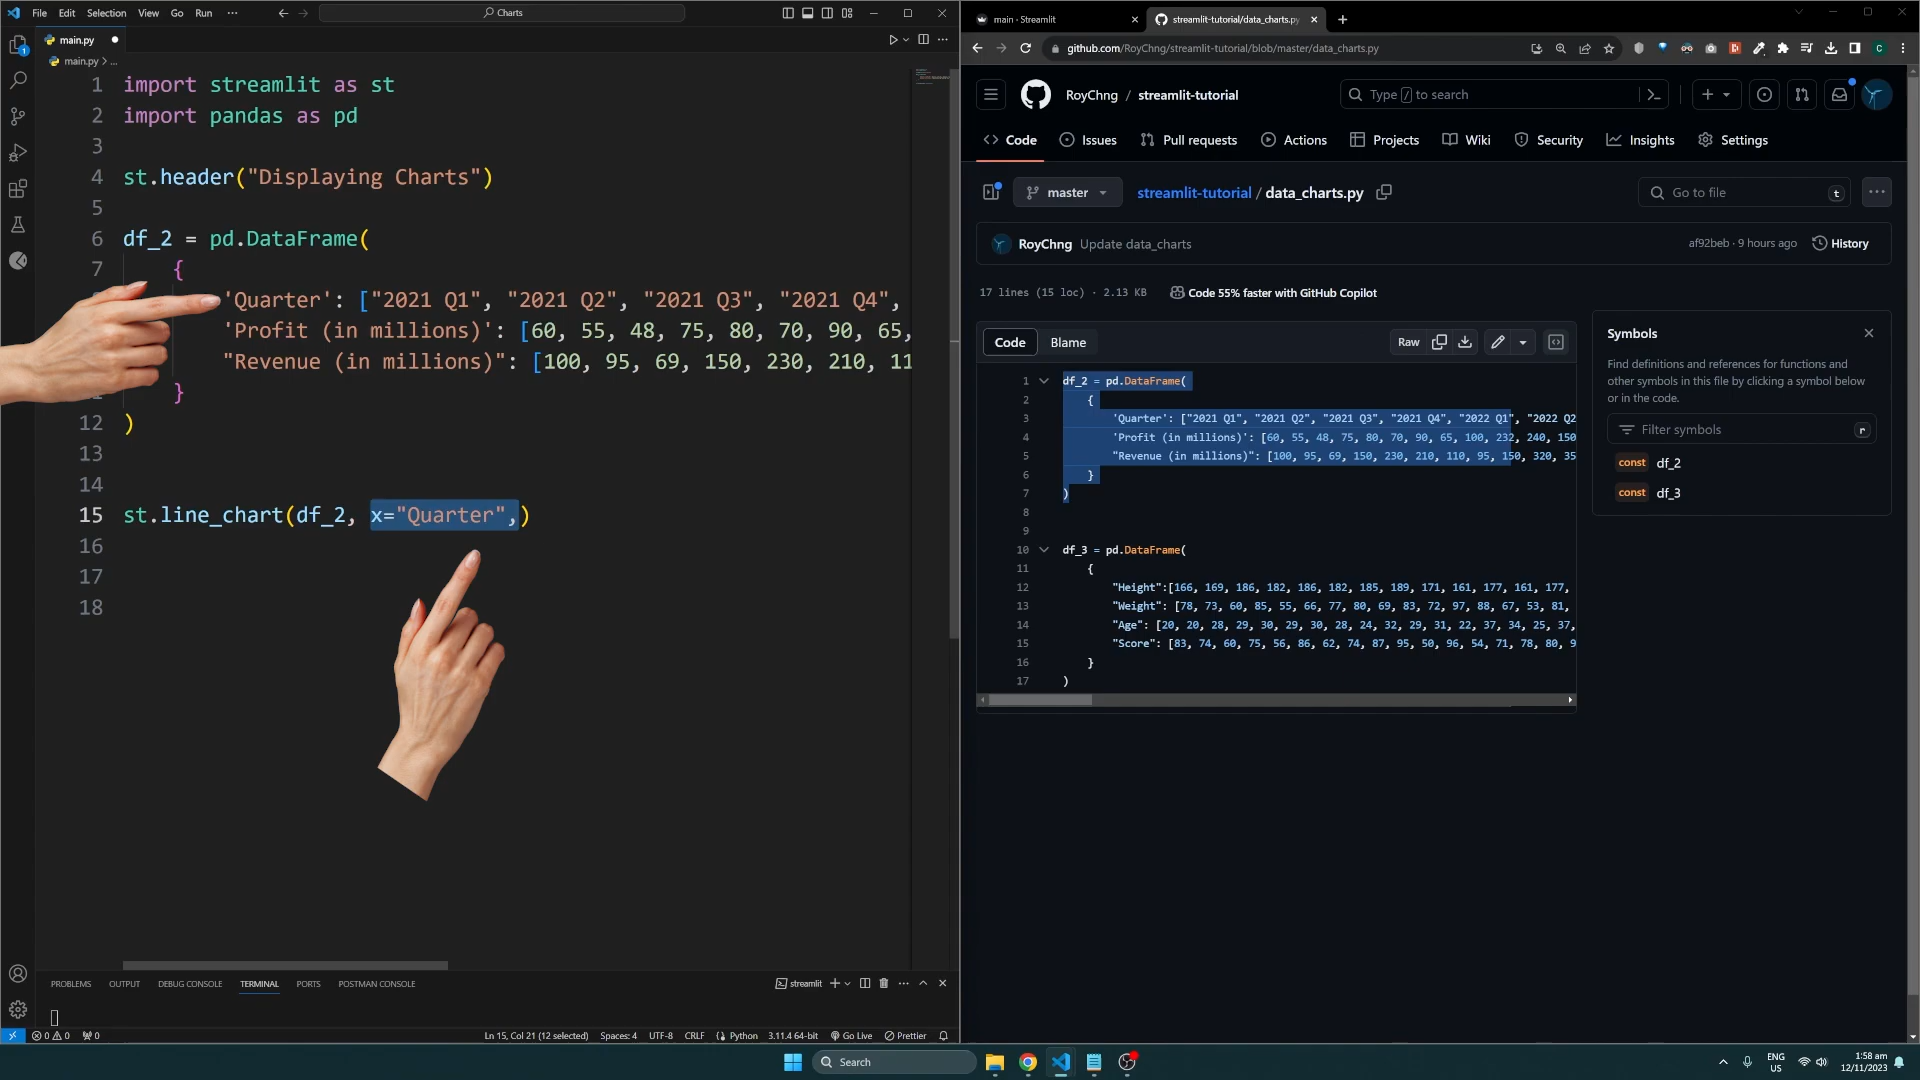 File Edit Selection View Go Run ··· Charts
main.py
main.py > ...
1 import streamlit as st
2 import pandas as pd
3
4 st.header("Displaying Charts")
5
6 df_2 = pd.DataFrame(
7 {
'Quarter': ["2021 Q1", "2021 Q2", "2021 Q3", "2021 Q4",
'Profit (in millions)': [60, 55, 48, 75, 80, 70, 90, 65,
"Revenue (in millions)": [100, 95, 69, 150, 230, 210, 11
}
12 )
13
14
15 st.line_chart(df_2, x="Quarter",)
16
17
18
PROBLEMS OUTPUT DEBUG CONSOLE TERMINAL PORTS POSTMAN CONSOLE streamlit
0 0 0 Ln 15, Col 21 (12 selected) Spaces: 4 UTF-8 CRLF Python 3.11.4 64-bit Go Live Prettier
main · Streamlit streamlit-tutorial/data_charts.py
github.com/RoyChng/streamlit-tutorial/blob/master/data_charts.py
RoyChng / streamlit-tutorial Type / to search
Code Issues Pull requests Actions Projects Wiki Security Insights Settings
master streamlit-tutorial / data_charts.py Go to file t
RoyChng Update data_charts af92beb · 9 hours ago History
17 lines (15 loc) · 2.13 KB Code 55% faster with GitHub Copilot
Code Blame Raw
1 df_2 = pd.DataFrame(
2 {
3 'Quarter': ["2021 Q1", "2021 Q2", "2021 Q3", "2021 Q4", "2022 Q1", "2022 Q2
4 'Profit (in millions)': [60, 55, 48, 75, 80, 70, 90, 65, 100, 232, 240, 150
5 "Revenue (in millions)": [100, 95, 69, 150, 230, 210, 110, 95, 150, 320, 35
6 }
7 )
8
9
10 df_3 = pd.DataFrame(
11 {
12 "Height":[166, 169, 186, 182, 186, 182, 185, 189, 171, 161, 177, 161, 177,
13 "Weight": [78, 73, 60, 85, 55, 66, 77, 80, 69, 83, 72, 97, 88, 67, 53, 81,
14 "Age": [20, 20, 28, 29, 30, 29, 30, 28, 24, 32, 29, 31, 22, 37, 34, 25, 37,
15 "Score": [83, 74, 60, 75, 56, 86, 62, 74, 87, 95, 50, 96, 54, 71, 78, 80, 9
16 }
17 )
Symbols
Find definitions and references for functions and
other symbols in this file by clicking a symbol below
or in the code.
Filter symbols r
const df_2
const df_3
Search
ENG
US
1:58 am
12/11/2023